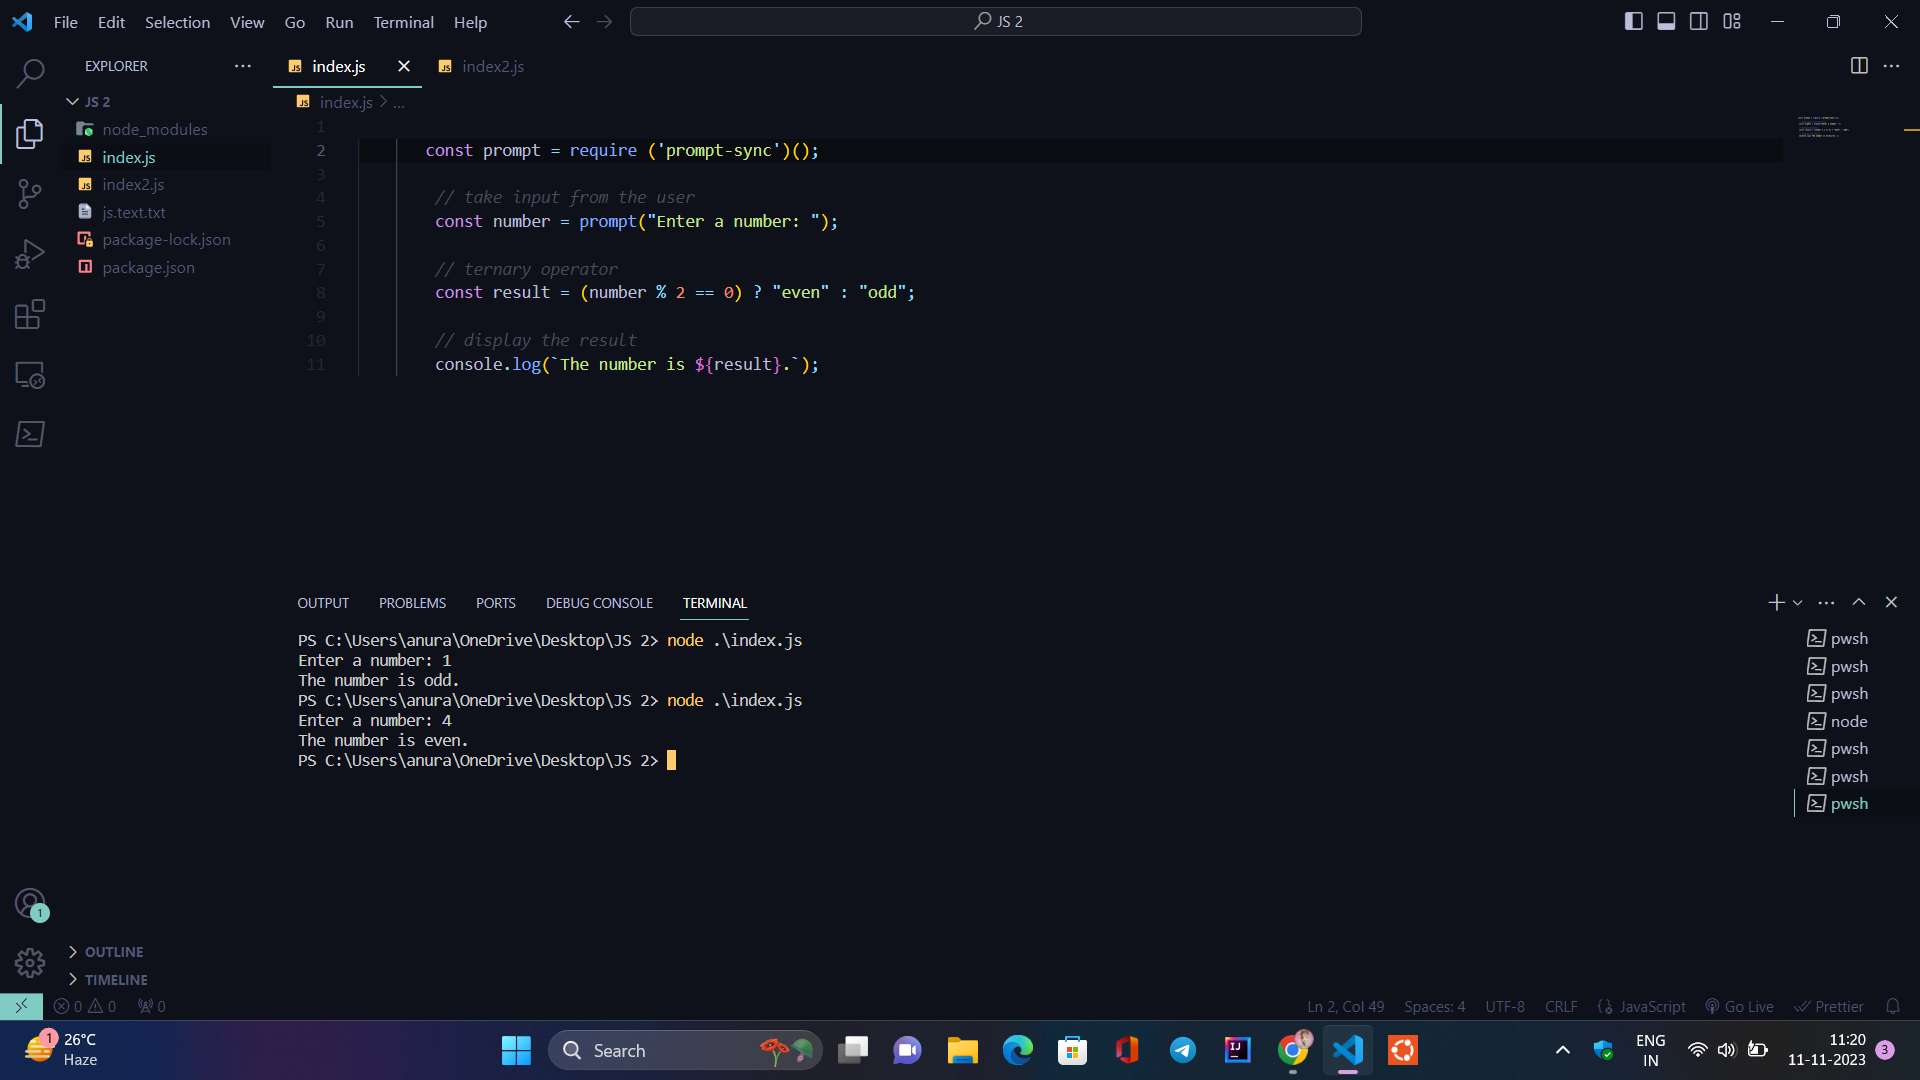 File Edit Selection View Go Run Terminal Help
JS 2
EXPLORER
index.js
index2.js
JS 2
node_modules
index.js
index2.js
js.text.txt
package-lock.json
package.json
index.js > ...
1
2 const prompt = require ('prompt-sync')();
3
4 // take input from the user
5 const number = prompt("Enter a number: ");
6
7 // ternary operator
8 const result = (number % 2 == 0) ? "even" : "odd";
9
10 // display the result
11 console.log(`The number is ${result}.`);
OUTPUT PROBLEMS PORTS DEBUG CONSOLE TERMINAL
PS C:\Users\anura\OneDrive\Desktop\JS 2> node .\index.js
Enter a number: 1
The number is odd.
PS C:\Users\anura\OneDrive\Desktop\JS 2> node .\index.js
Enter a number: 4
The number is even.
PS C:\Users\anura\OneDrive\Desktop\JS 2>
pwsh
pwsh
pwsh
node
pwsh
pwsh
pwsh
1
OUTLINE
TIMELINE
0 0 0
Ln 2, Col 49 Spaces: 4 UTF-8 CRLF JavaScript Go Live Prettier
1
26°C
Haze
Search
ENG
IN
11:20
11-11-2023
3